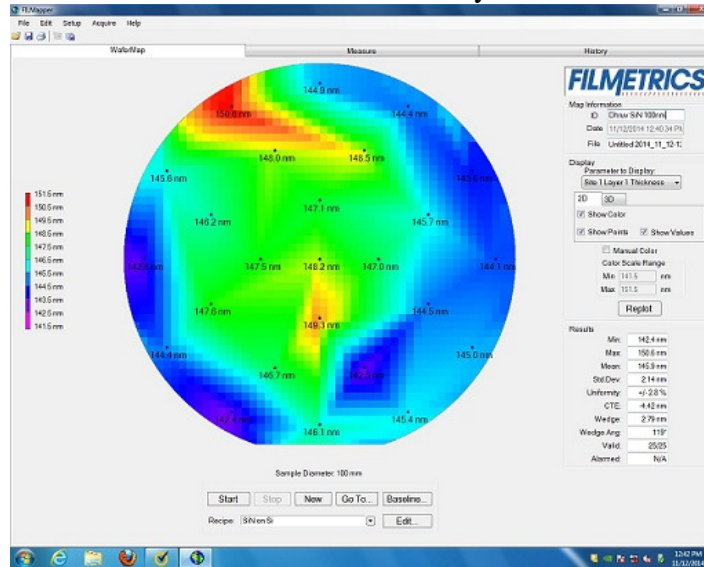 FILMapper
File Edit Setup Acquire Help
WaferMap Measure History
FILMETRICS
Map Information
ID
SiN 100nm
Date 11/12/2014 12:40:34 PM
File Untitled 2014_11_12-12
Display
Parameter to Display:
Site 1 Layer 1 Thickness
2D 3D
Show Color
Show Points Show Values
Manual Color
Color Scale Range
Min 141.5 nm
Max 151.5 nm
Replot
Results
Min: 142.4 nm
Max: 150.6 nm
Mean: 145.9 nm
Std.Dev: 2.14 nm
Uniformity: +/- 2.8 %
CTE: -4.42 nm
Wedge: 2.79 nm
Wedge Ang: 119°
Valid: 25/25
Alarmed: N/A
151.5 nm
150.5 nm
149.5 nm
148.5 nm
147.5 nm
146.5 nm
145.5 nm
144.5 nm
143.5 nm
142.5 nm
141.5 nm
144.9 nm
150.6 nm
144.4 nm
148.0 nm
148.5 nm
145.6 nm
147.1 nm
146.2 nm
145.7 nm
147.5 nm
148.2 nm
147.0 nm
144.1 nm
147.6 nm
149.3 nm
144.5 nm
144.4 nm
145.0 nm
146.7 nm
142.5 nm
142.4 nm
145.4 nm
146.1 nm
Sample Diameter: 100 mm
Start Stop New Go To... Baseline...
Recipe: SiN on Si Edit...
12:42 PM
11/12/2014